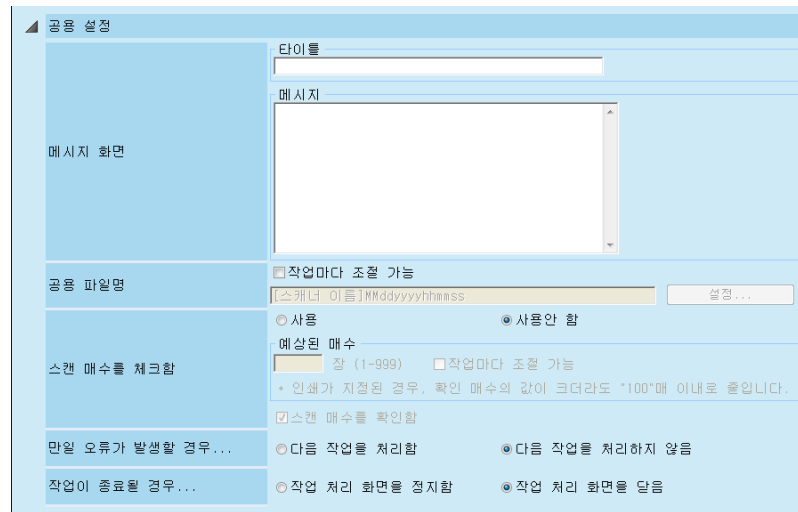 공용 설정
타이틀
메시지
메시지 화면
작업마다 조절 가능
공용 파일명
[스캐너 이름]MMddyyyyhhmmss
설정...
사용
사용안 함
예상된 매수
스캔 매수를 체크함
장 (1-999)
작업마다 조절 가능
* 인쇄가 지정된 경우, 확인 매수의 값이 크더라도 "100"매 이내로 줄입니다.
스캔 매수를 확인함
만일 오류가 발생할 경우...
다음 작업을 처리함
다음 작업을 처리하지 않음
작업이 종료될 경우...
작업 처리 화면을 정지함
작업 처리 화면을 닫음